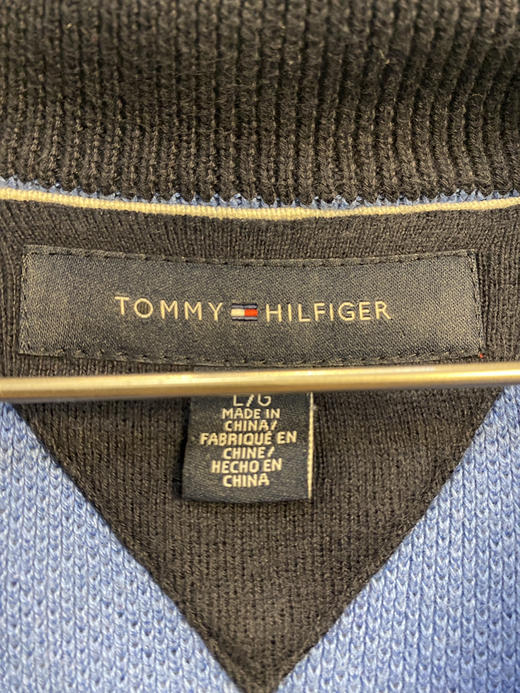 TOMMY HILFIGER
L/G
MADE IN
CHINA/
FABRIQUÉ EN
CHINE/
HECHO EN
CHINA